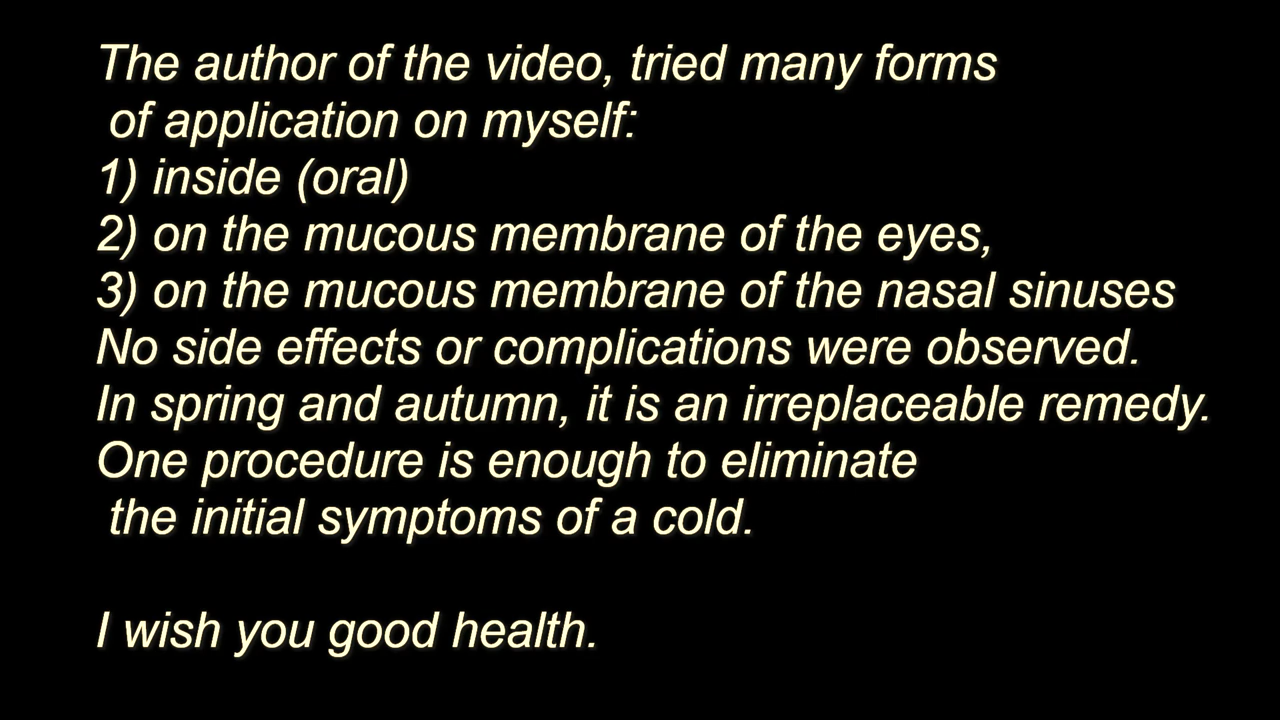 The author of the video, tried many forms
of application on myself:
1) inside (oral)
2) on the mucous membrane of the eyes,
3) on the mucous membrane of the nasal sinuses
No side effects or complications were observed.
In spring and autumn, it is an irreplaceable remedy.
One procedure is enough to eliminate
the initial symptoms of a cold.
I wish you good health.